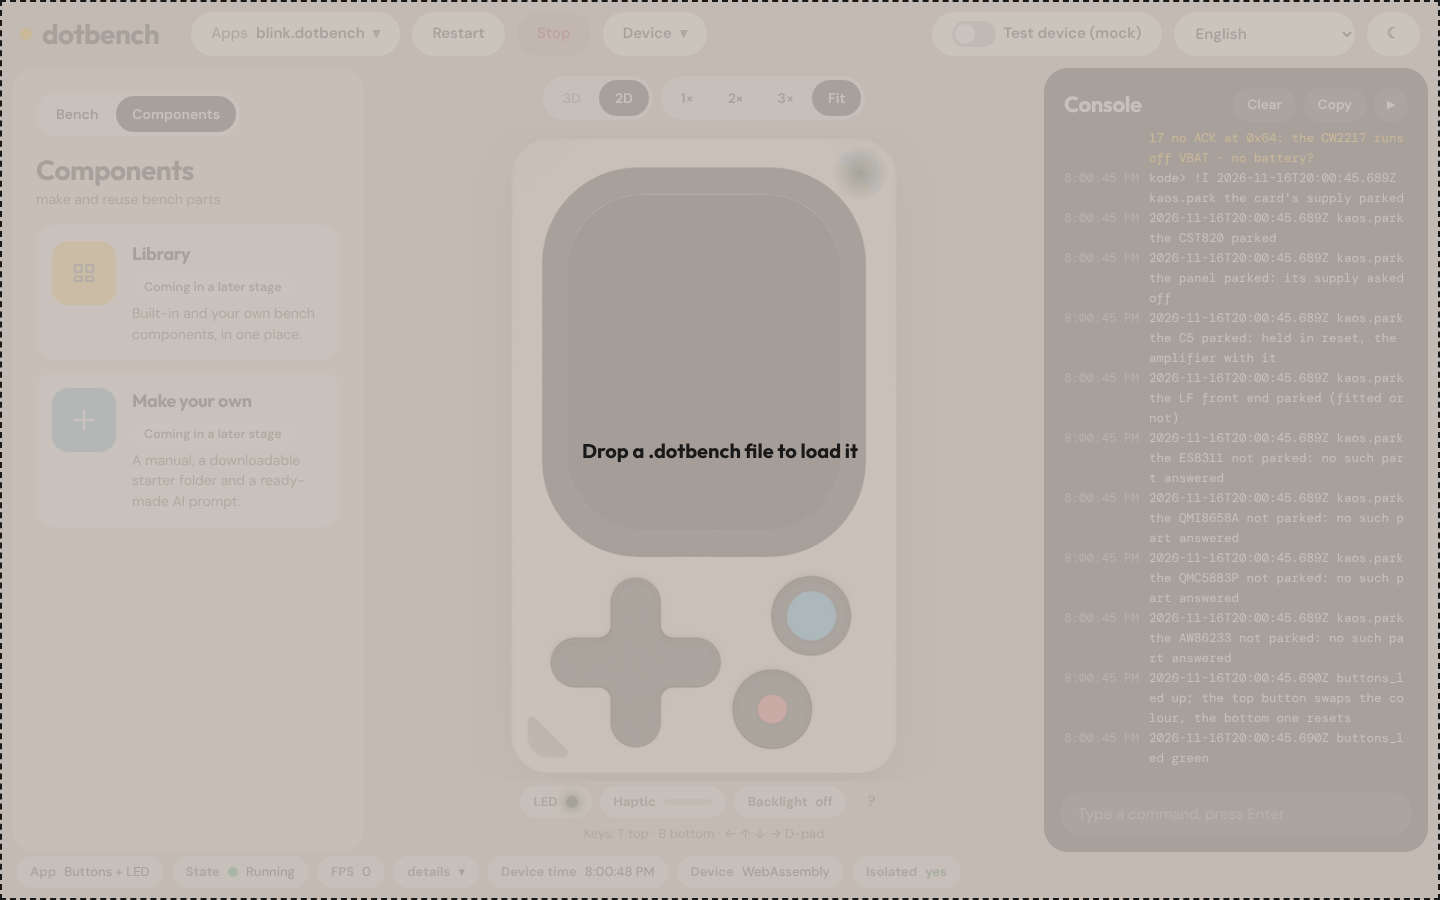 dotbench
Apps blink.dotbench ▾
Restart
Stop
Device ▾
Test device (mock)
English
Bench
Components
Components
make and reuse bench parts
Library
Coming in a later stage
Built-in and your own bench
components, in one place.
Make your own
Coming in a later stage
A manual, a downloadable
starter folder and a ready-
made AI prompt.
3D
2D
1×
2×
3×
Fit
Drop a .dotbench file to load it
LED
Haptic
Backlight off
?
Keys: T top · B bottom · ← ↑ ↓ → D-pad
Console
Clear
Copy
17 no ACK at 0x64: the CW2217 runs
off VBAT - no battery?
8:00:45 PM kode> !I 2026-11-16T20:00:45.689Z
kaos.park the card's supply parked
8:00:45 PM 2026-11-16T20:00:45.689Z kaos.park
the CST820 parked
8:00:45 PM 2026-11-16T20:00:45.689Z kaos.park
the panel parked: its supply asked
off
8:00:45 PM 2026-11-16T20:00:45.689Z kaos.park
the C5 parked: held in reset, the
amplifier with it
8:00:45 PM 2026-11-16T20:00:45.689Z kaos.park
the LF front end parked (fitted or
not)
8:00:45 PM 2026-11-16T20:00:45.689Z kaos.park
the ES8311 not parked: no such par
t answered
8:00:45 PM 2026-11-16T20:00:45.689Z kaos.park
the QMI8658A not parked: no such p
art answered
8:00:45 PM 2026-11-16T20:00:45.689Z kaos.park
the QMC5883P not parked: no such p
art answered
8:00:45 PM 2026-11-16T20:00:45.689Z kaos.park
the AW86233 not parked: no such pa
rt answered
8:00:45 PM 2026-11-16T20:00:45.690Z buttons_l
ed up; the top button swaps the co
lour, the bottom one resets
8:00:45 PM 2026-11-16T20:00:45.690Z buttons_l
ed green
Type a command, press Enter
App Buttons + LED
State Running
FPS 0
details ▾
Device time 8:00:48 PM
Device WebAssembly
Isolated yes